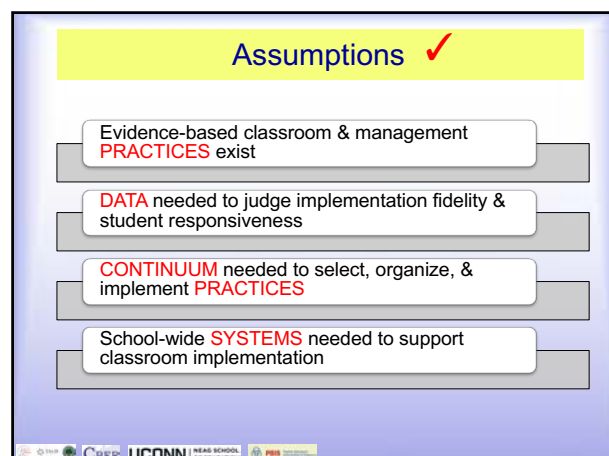 Assumptions ✓
Evidence-based classroom & management
PRACTICES exist
DATA needed to judge implementation fidelity &
student responsiveness
CONTINUUM needed to select, organize, &
implement PRACTICES
School-wide SYSTEMS needed to support
classroom implementation
CBER UCONN NEAG SCHOOL PBIS